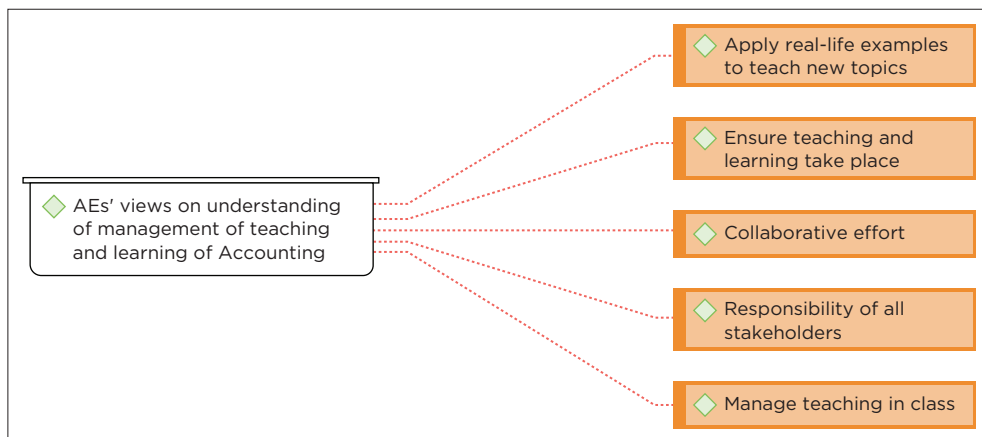 AEs' views on understanding
of management of teaching
and learning of Accounting
Apply real-life examples
to teach new topics
Ensure teaching and
learning take place
Collaborative effort
Responsibility of all
stakeholders
Manage teaching in class